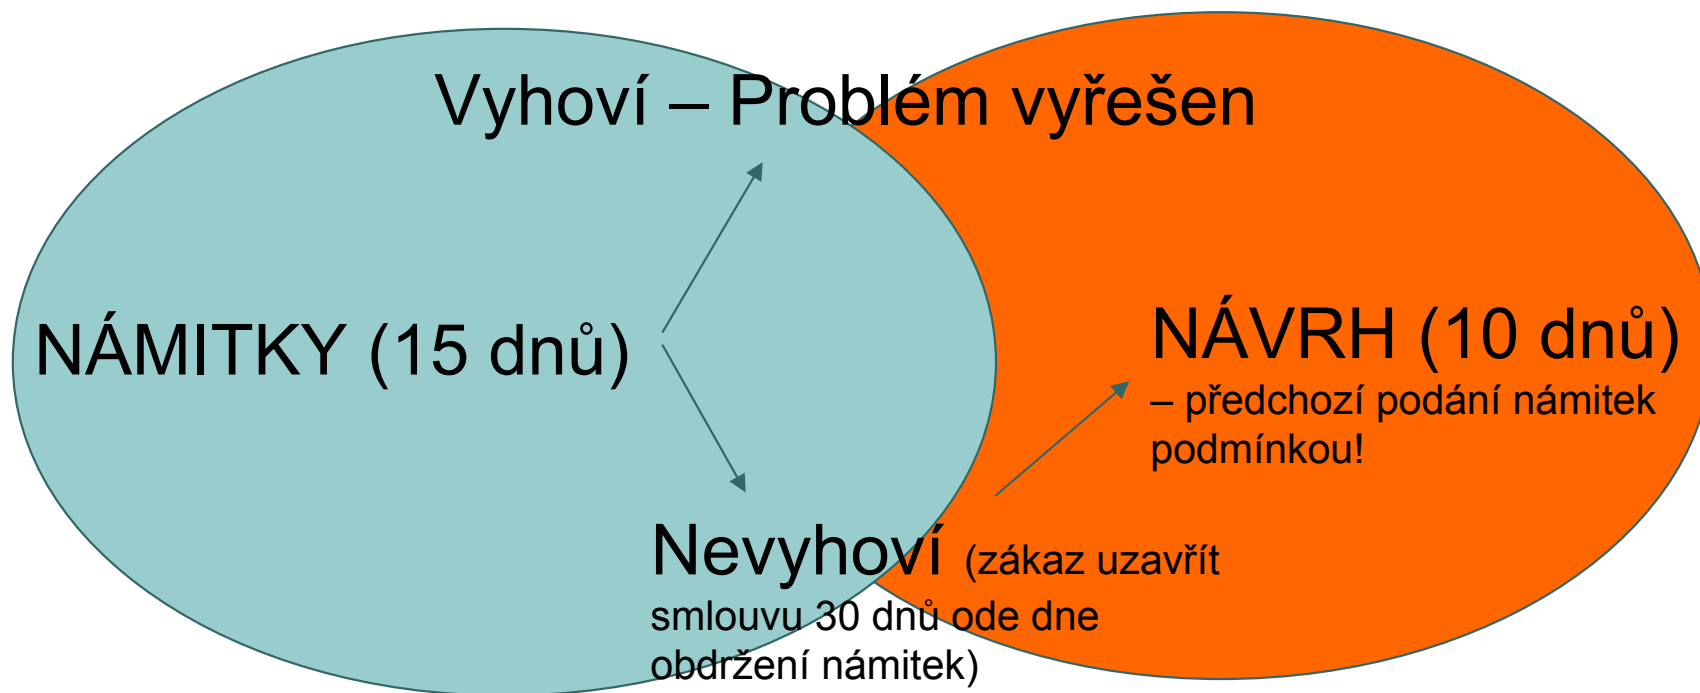 Vyhoví – Problém vyřešen
NÁMITKY (15 dnů)
NÁVRH (10 dnů)
– předchozí podání námitek
podmínkou!
Nevyhoví (zákaz uzavřít
smlouvu 30 dnů ode dne
obdržení námitek)